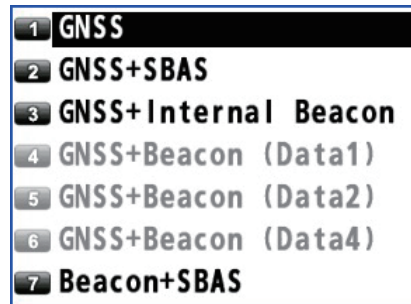 1 GNSS
2 GNSS+SBAS
3 GNSS+Internal Beacon
4 GNSS+Beacon (Data1)
5 GNSS+Beacon (Data2)
6 GNSS+Beacon (Data4)
7 Beacon+SBAS